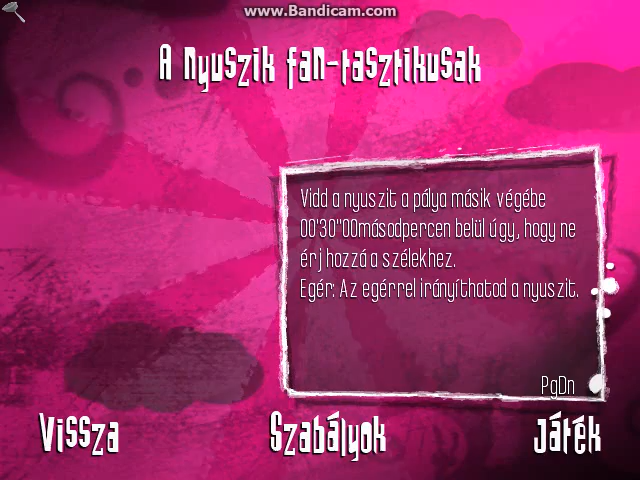 www.Bandicam.com
A nyuszik fan-tasztikusak
Vidd a nyuszit a pálya másik végébe
00'30"00másodpercen belül úgy, hogy ne
érj hozzá a szélekhez.
Egér: Az egérrel irányíthatod a nyuszit.
PgDn
Vissza
Szabályok
Játék